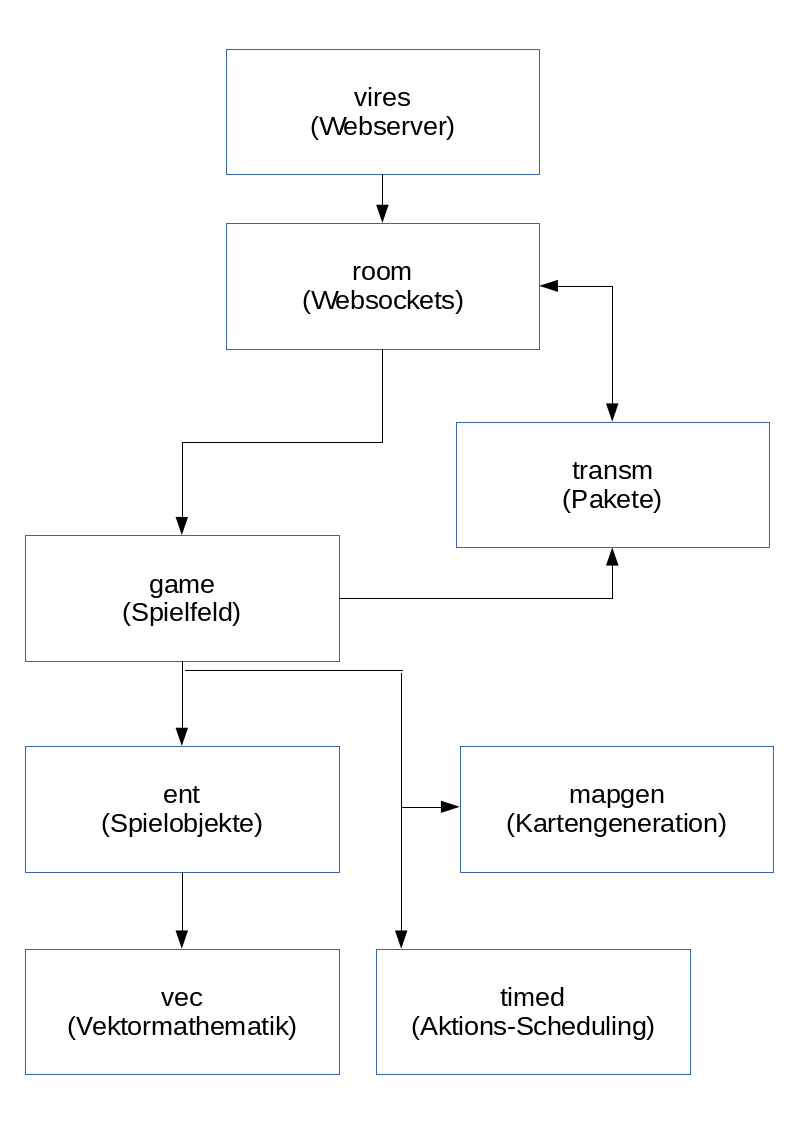 vires
(Webserver)
room
(Websockets)
transm
(Pakete)
game
(Spielfeld)
ent
(Spielobjekte)
mapgen
(Kartengeneration)
vec
(Vektormathematik)
timed
(Aktions-Scheduling)